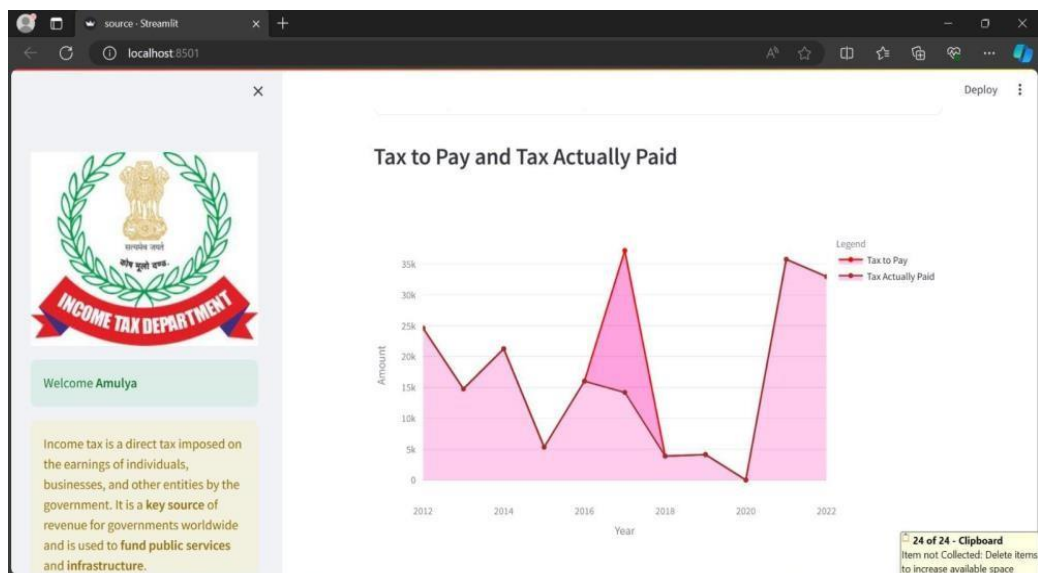 source · Streamlit
localhost:8501
Deploy
सत्यमेव जयते
कोष मूलो दण्ड:
INCOME TAX DEPARTMENT
Welcome Amulya
Income tax is a direct tax imposed on
the earnings of individuals,
businesses, and other entities by the
government. It is a key source of
revenue for governments worldwide
and is used to fund public services
and infrastructure.
Tax to Pay and Tax Actually Paid
Legend
Tax to Pay
Tax Actually Paid
35k
30k
25k
20k
15k
10k
5k
0
Amount
2012 2014 2016 2018 2020 2022
Year
24 of 24 - Clipboard
Item not Collected: Delete items
to increase available space